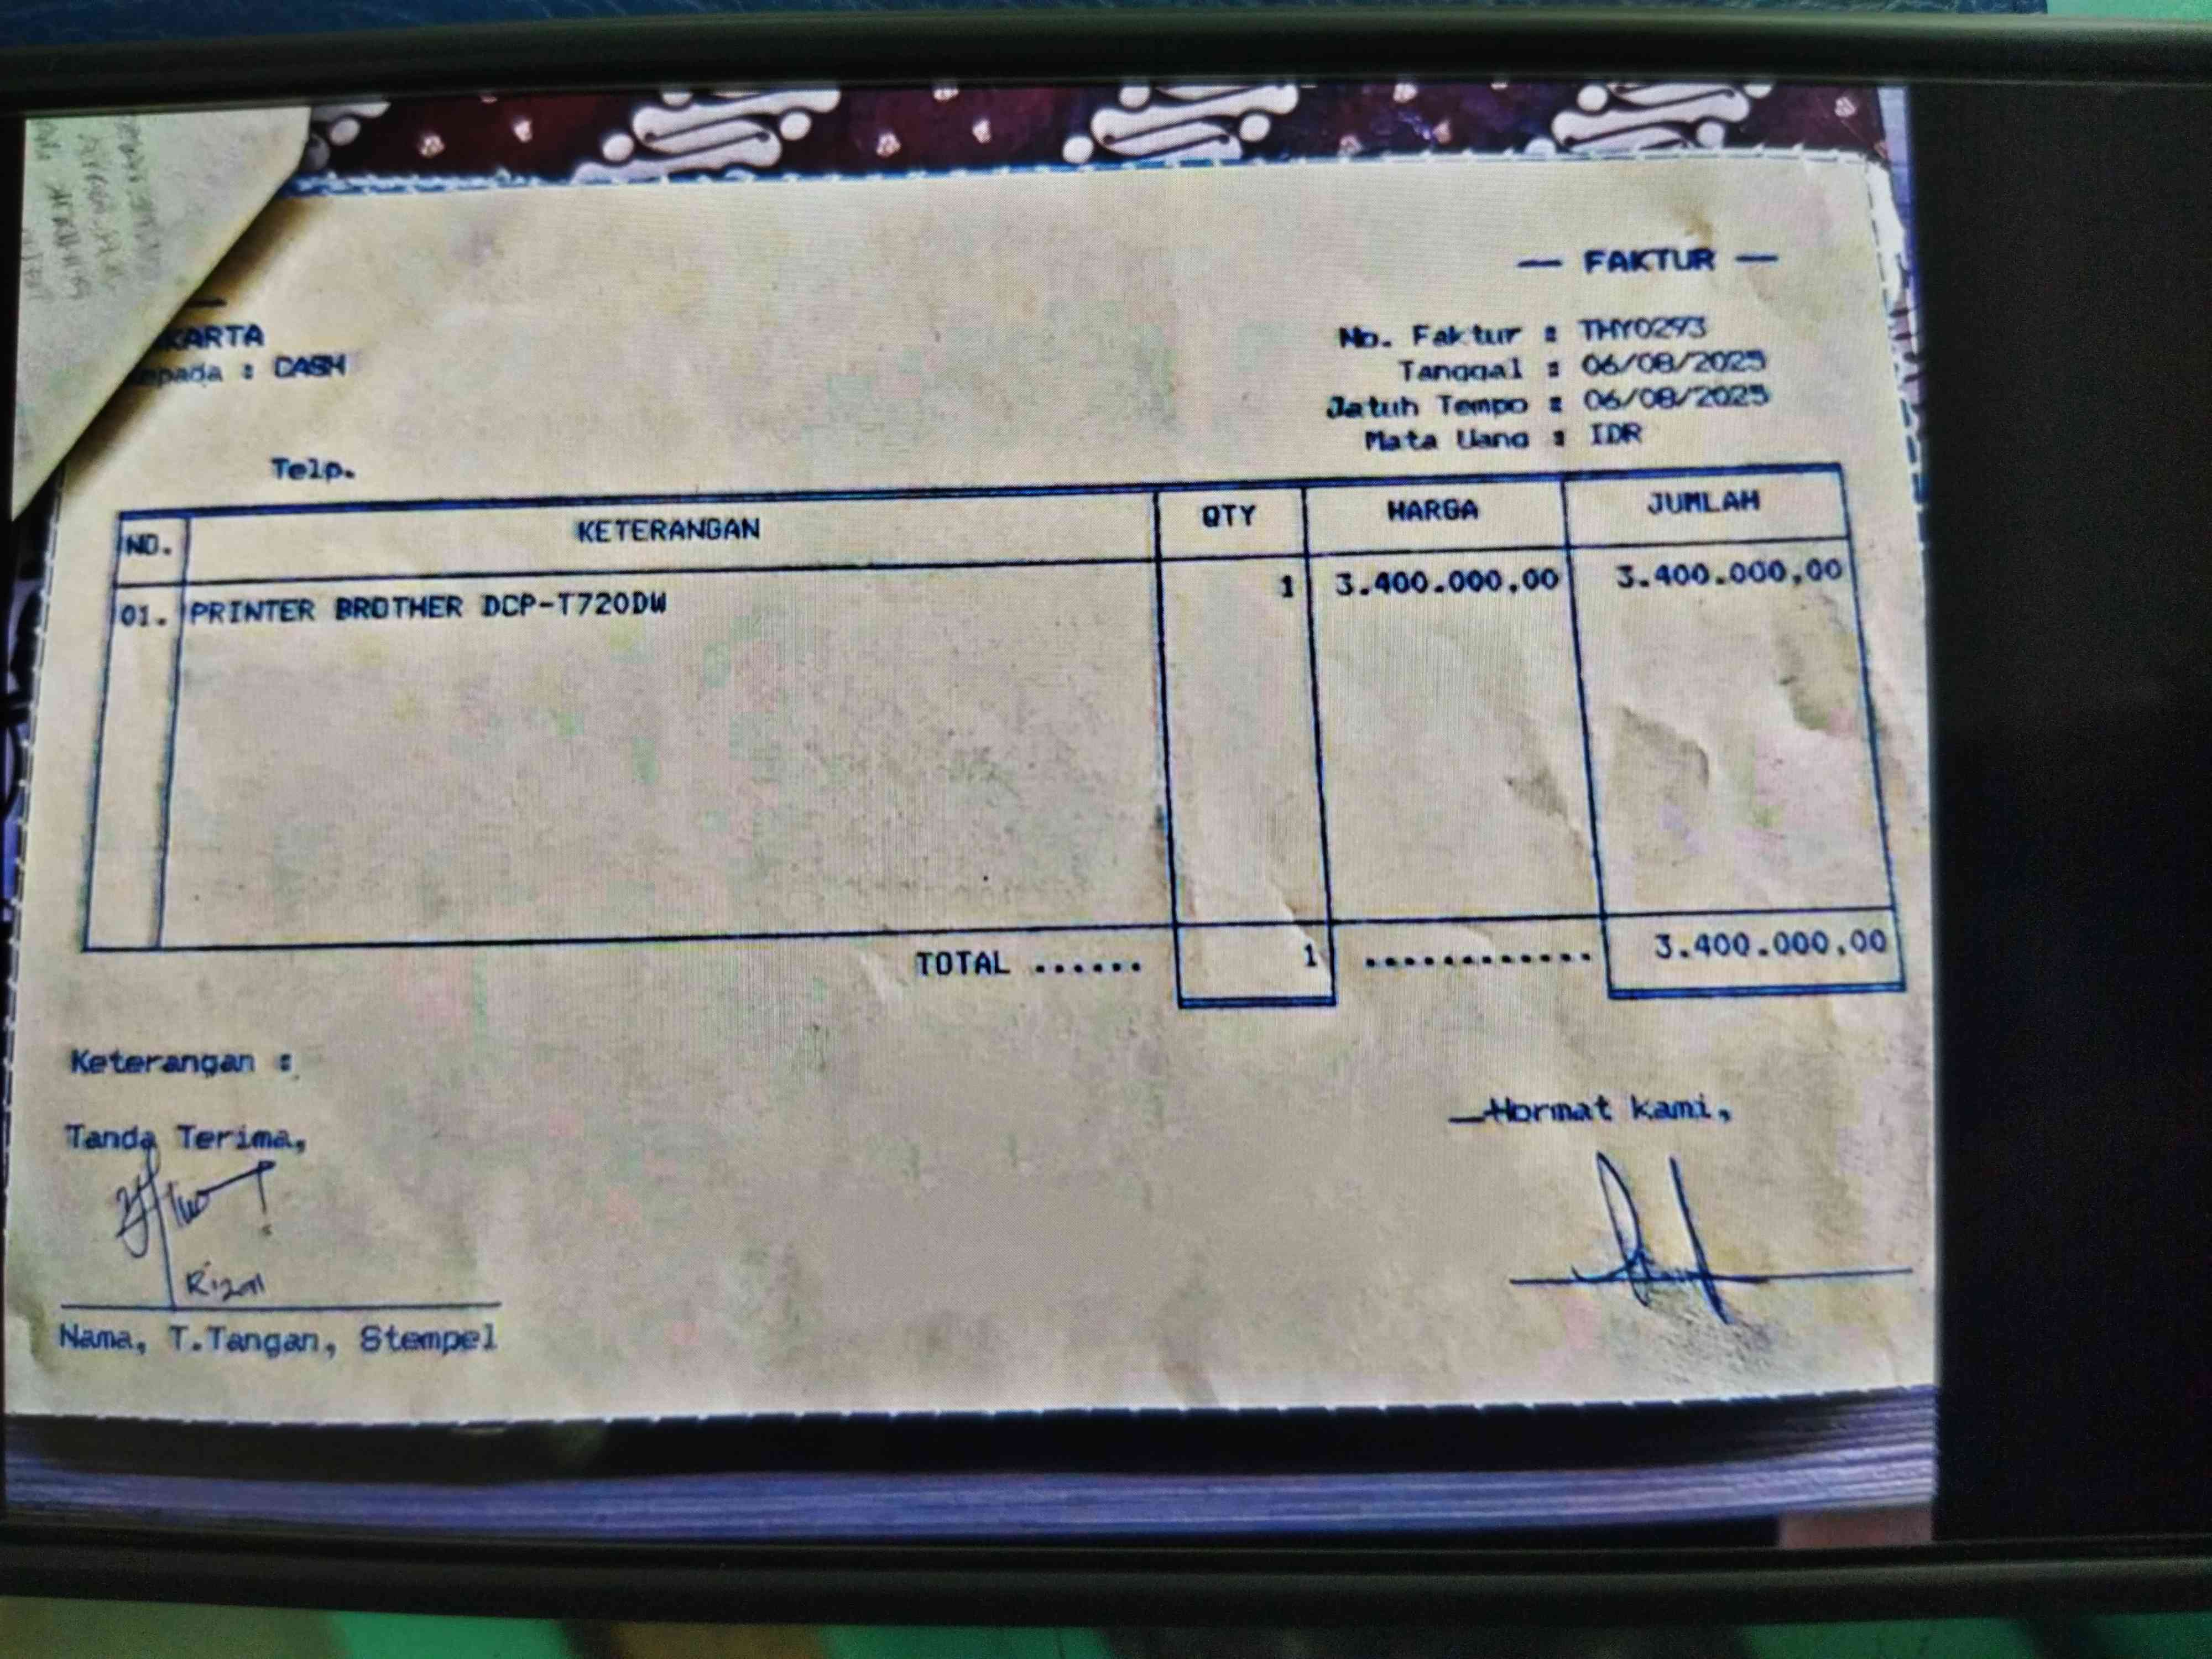 — FAKTUR —
KARTA
No. Faktur : THY0293
epada : CASH
Tanggal : 06/08/2025
Jatuh Tempo : 06/08/2025
Mata Uang : IDR
Telp.
NO. KETERANGAN QTY HARGA JUMLAH
01. PRINTER BROTHER DCP-T720DW 1 3.400.000,00 3.400.000,00
TOTAL ...... 1 ............. 3.400.000,00
Keterangan :
Tanda Terima,
Hormat kami,
Nama, T.Tangan, Stempel